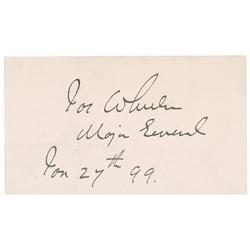 Jos Wheeler
Major General
Jan 27th 99.